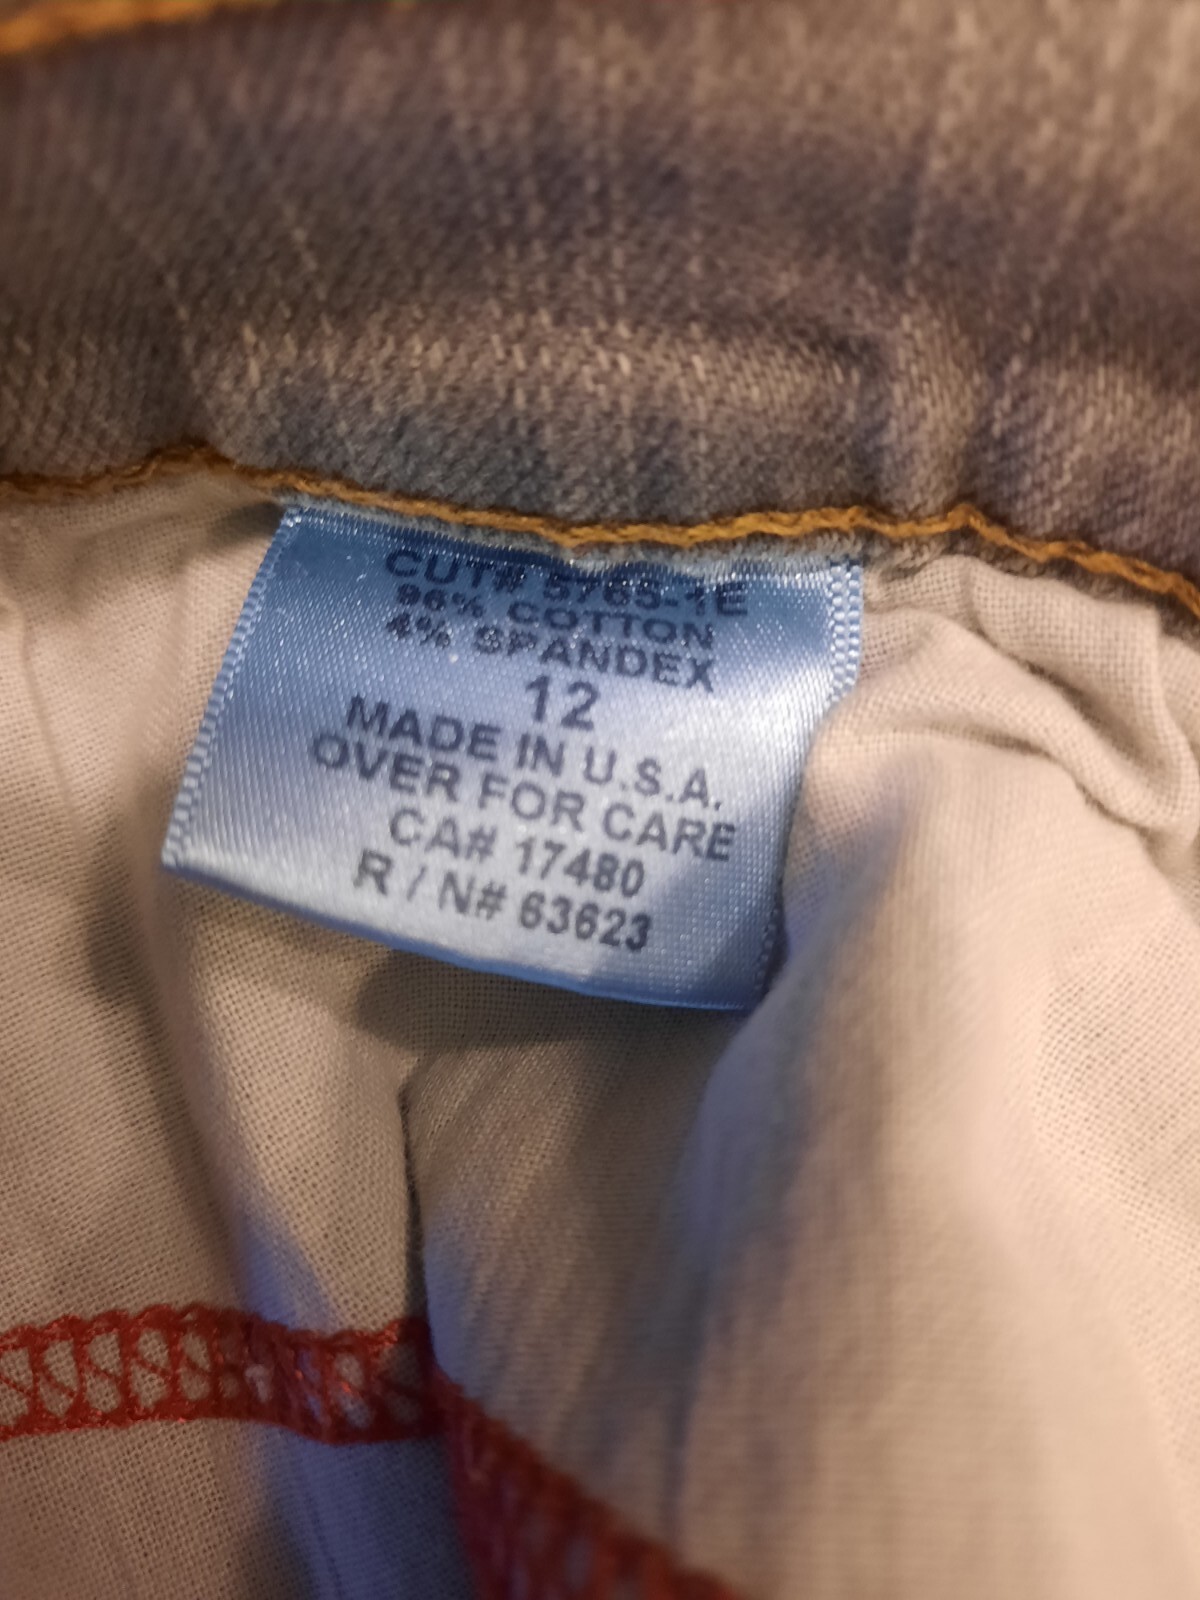 CUT# 5765-1E
96% COTTON
4% SPANDEX
12
MADE IN U.S.A.
OVER FOR CARE
CA# 17480
R / N# 63623